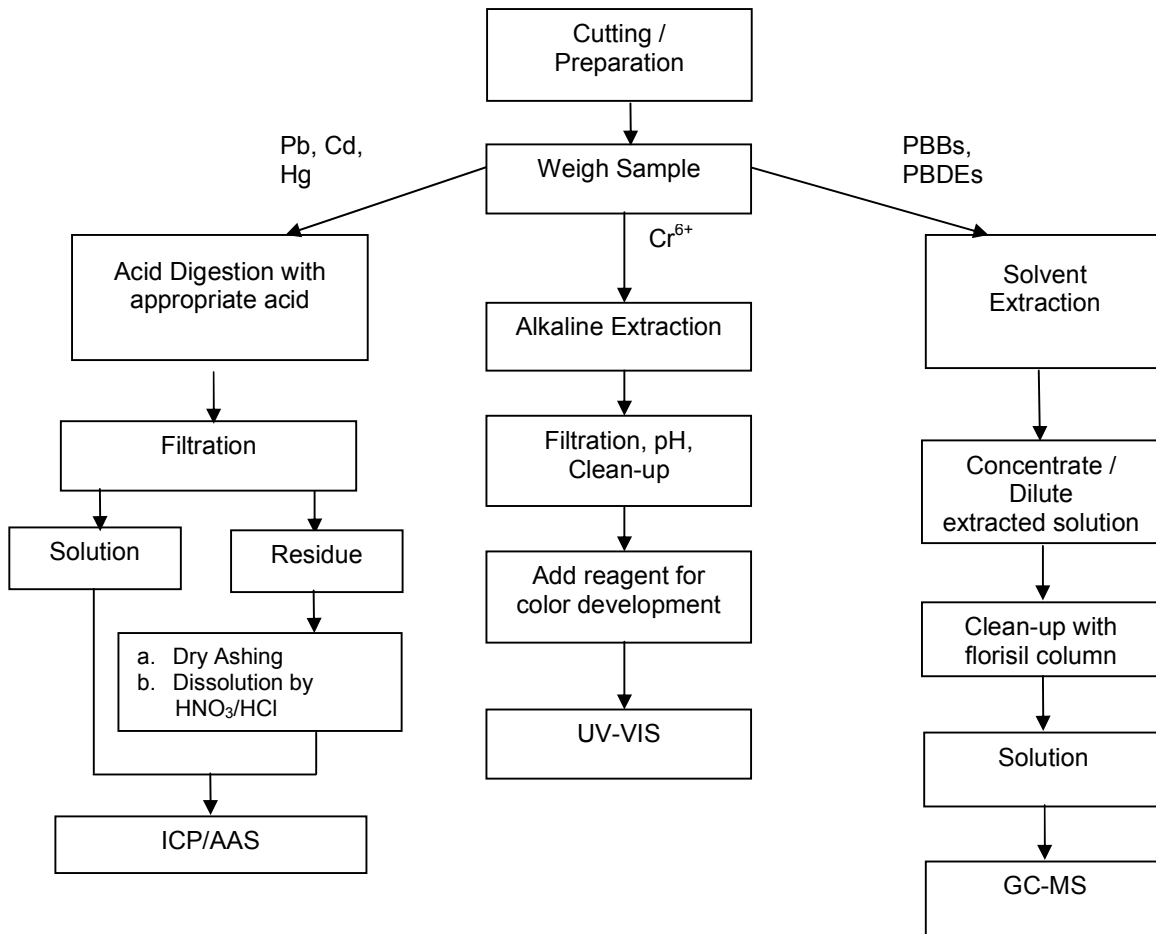 Cutting /
Preparation
Pb, Cd,
Hg
Weigh Sample
PBBs,
PBDEs
Cr⁶⁺
Acid Digestion with
appropriate acid
Solvent
Extraction
Alkaline Extraction
Filtration
Filtration, pH,
Clean-up
Concentrate /
Dilute
extracted solution
Solution
Residue
Add reagent for
color development
Clean-up with
florisil column
a. Dry Ashing
b. Dissolution by
HNO₃/HCl
UV-VIS
Solution
ICP/AAS
GC-MS